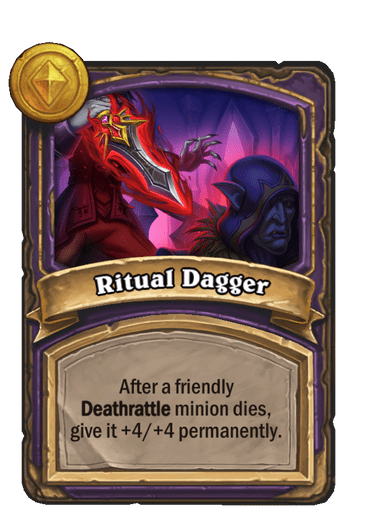 Ritual Dagger
After a friendly
Deathrattle minion dies,
give it +4/+4 permanently.